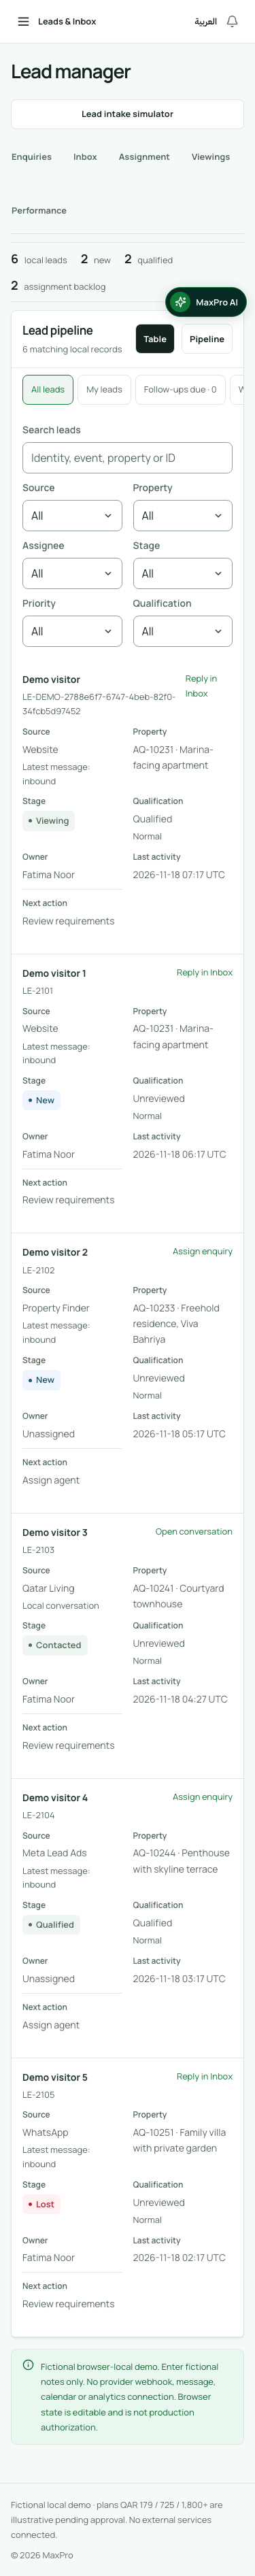 Leads & Inbox
العربية
Lead manager
Lead intake simulator
Enquiries Inbox Assignment Viewings
Performance
6 local leads 2 new 2 qualified
2 assignment backlog
MaxPro AI
Lead pipeline
6 matching local records
Table Pipeline
All leads My leads Follow-ups due · 0
Search leads
Identity, event, property or ID
Source Property
All All
Assignee Stage
All All
Priority Qualification
All All
Demo visitor
Reply in
Inbox
LE-DEMO-2788e6f7-6747-4beb-82f0-
34fcb5d97452
Source Property
Website
AQ-10231 · Marina-
facing apartment
Latest message:
inbound
Stage Qualification
Viewing
Qualified
Normal
Owner Last activity
Fatima Noor 2026-11-18 07:17 UTC
Next action
Review requirements
Demo visitor 1 Reply in Inbox
LE-2101
Source Property
Website
AQ-10231 · Marina-
facing apartment
Latest message:
inbound
Stage Qualification
New
Unreviewed
Normal
Owner Last activity
Fatima Noor 2026-11-18 06:17 UTC
Next action
Review requirements
Demo visitor 2 Assign enquiry
LE-2102
Source Property
Property Finder
AQ-10233 · Freehold
residence, Viva
Bahriya
Latest message:
inbound
Stage Qualification
New
Unreviewed
Normal
Owner Last activity
Unassigned 2026-11-18 05:17 UTC
Next action
Assign agent
Demo visitor 3 Open conversation
LE-2103
Source Property
Qatar Living
AQ-10241 · Courtyard
townhouse
Local conversation
Stage Qualification
Contacted
Unreviewed
Normal
Owner Last activity
Fatima Noor 2026-11-18 04:27 UTC
Next action
Review requirements
Demo visitor 4 Assign enquiry
LE-2104
Source Property
Meta Lead Ads
AQ-10244 · Penthouse
with skyline terrace
Latest message:
inbound
Stage Qualification
Qualified
Qualified
Normal
Owner Last activity
Unassigned 2026-11-18 03:17 UTC
Next action
Assign agent
Demo visitor 5 Reply in Inbox
LE-2105
Source Property
WhatsApp
AQ-10251 · Family villa
with private garden
Latest message:
inbound
Stage Qualification
Lost
Unreviewed
Normal
Owner Last activity
Fatima Noor 2026-11-18 02:17 UTC
Next action
Review requirements
Fictional browser-local demo. Enter fictional
notes only. No provider webhook, message,
calendar or analytics connection. Browser
state is editable and is not production
authorization.
Fictional local demo · plans QAR 179 / 725 / 1,800+ are
illustrative pending approval. No external services
connected.
© 2026 MaxPro